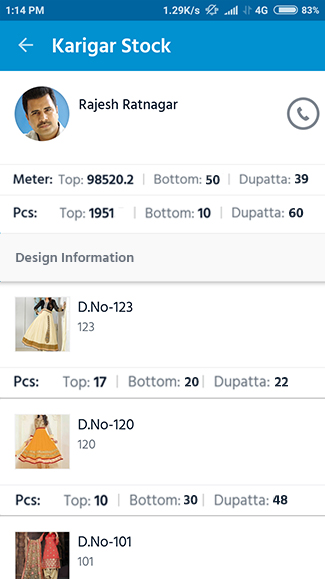 1:14 PM 1.29K/s 4G 83%
Karigar Stock
Rajesh Ratnagar
Meter: Top: 98520.2 Bottom: 50 Dupatta: 39
Pcs: Top: 1951 Bottom: 10 Dupatta: 60
Design Information
D.No-123
123
Pcs: Top: 17 Bottom: 20 Dupatta: 22
D.No-120
120
Pcs: Top: 10 Bottom: 30 Dupatta: 48
D.No-101
101